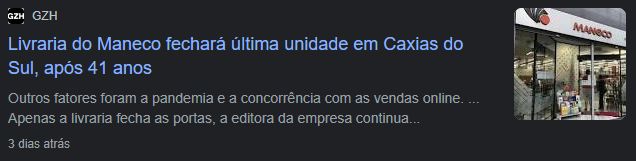 GZH GZH
Livraria do Maneco fechará última unidade em Caxias do
Sul, após 41 anos
Outros fatores foram a pandemia e a concorrência com as vendas online. ...
Apenas a livraria fecha as portas, a editora da empresa continua...
3 dias atrás
MANECO